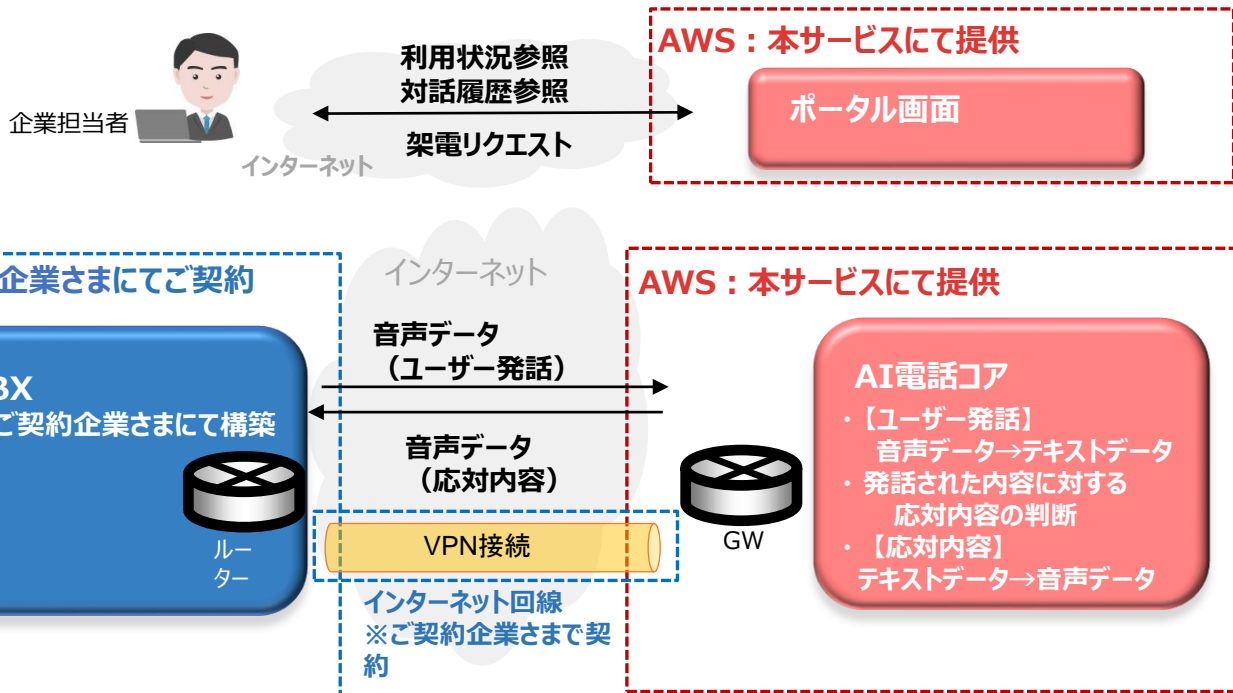 AWS：本サービスにて提供
利用状況参照
対話履歴参照
ポータル画面
企業担当者
架電リクエスト
インターネット
企業さまにてご契約
インターネット
AWS：本サービスにて提供
音声データ
（ユーザー発話）
BX
ご契約企業さまにて構築
音声データ
（応対内容）
AI電話コア
・【ユーザー発話】
音声データ→テキストデータ
・ 発話された内容に対する
応対内容の判断
・ 【応対内容】
テキストデータ→音声データ
ルー
ター
VPN接続
GW
インターネット回線
※ご契約企業さまで契
約